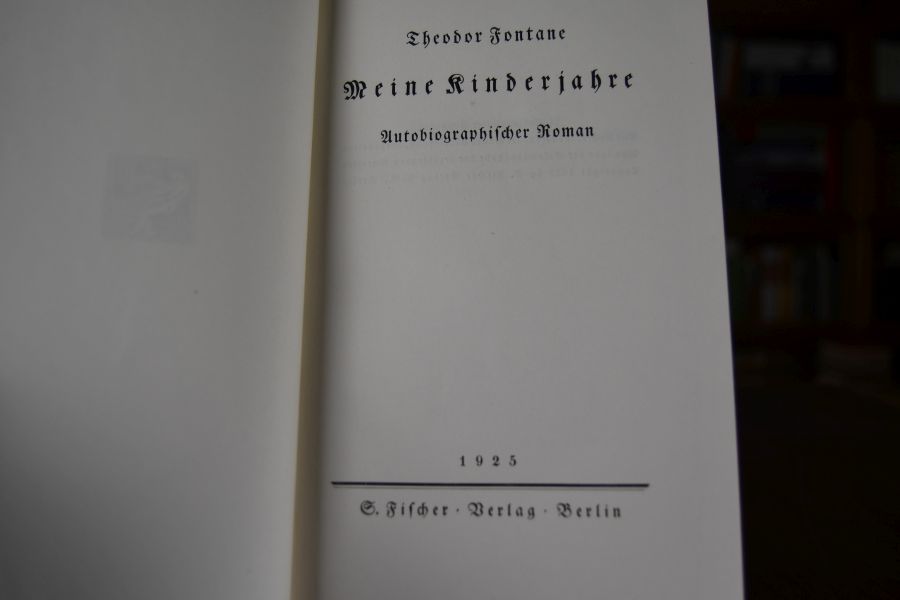 Theodor Fontane
Meine Kinderjahre
Autobiographiſcher Roman
1925
S. Fiſcher · Verlag · Berlin